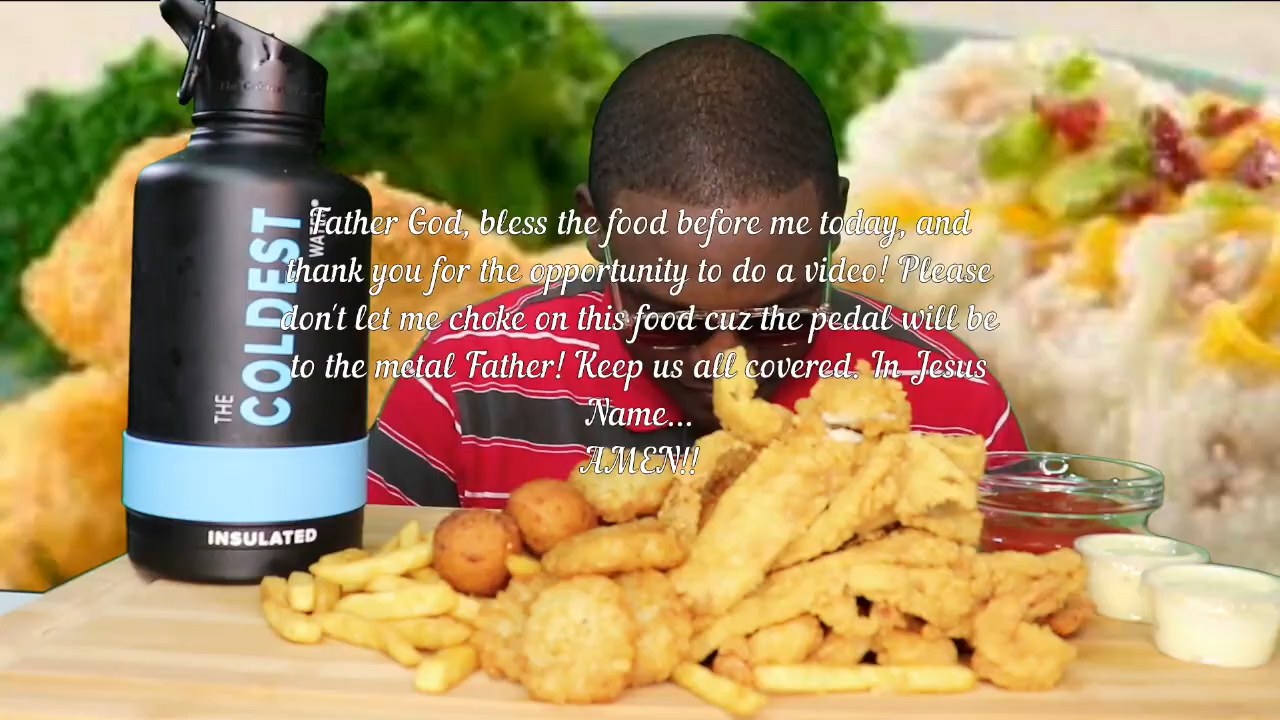 THE
COLDEST
WATER®
INSULATED
Father God, bless the food before me today, and
thank you for the opportunity to do a video! Please
don't let me choke on this food cuz the pedal will be
to the metal Father! Keep us all covered. In Jesus
Name...
AMEN!!